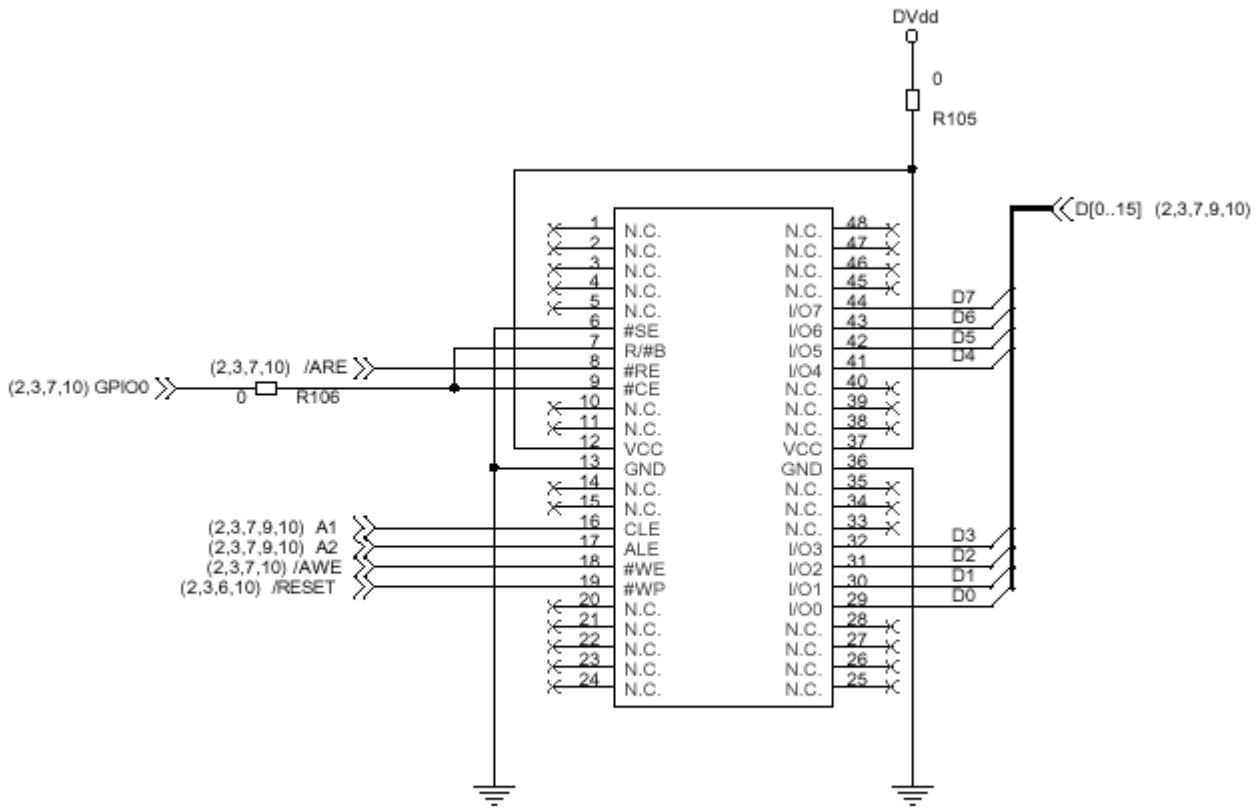 DVdd
0
R105
D[0..15] (2,3,7,9,10)
1 N.C. N.C. 48
2 N.C. N.C. 47
3 N.C. N.C. 46
4 N.C. N.C. 45
5 N.C. I/O7 44 D7
6 #SE I/O6 43 D6
7 R/#B I/O5 42 D5
(2,3,7,10) /ARE 8 #RE I/O4 41 D4
(2,3,7,10) GPIO0 0 R106 9 #CE N.C. 40
10 N.C. N.C. 39
11 N.C. N.C. 38
12 VCC VCC 37
13 GND GND 36
14 N.C. N.C. 35
15 N.C. N.C. 34
(2,3,7,9,10) A1 16 CLE N.C. 33
(2,3,7,9,10) A2 17 ALE I/O3 32 D3
(2,3,7,10) /AWE 18 #WE I/O2 31 D2
(2,3,6,10) /RESET 19 #WP I/O1 30 D1
20 N.C. I/O0 29 D0
21 N.C. N.C. 28
22 N.C. N.C. 27
23 N.C. N.C. 26
24 N.C. N.C. 25